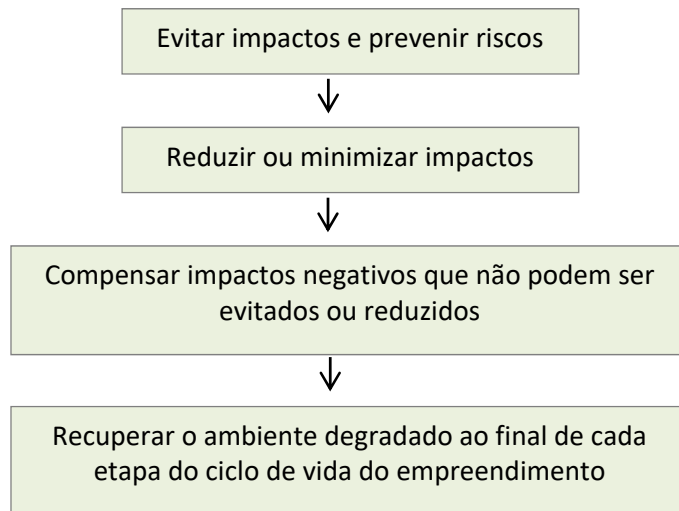 Evitar impactos e prevenir riscos
Reduzir ou minimizar impactos
Compensar impactos negativos que não podem ser
evitados ou reduzidos
Recuperar o ambiente degradado ao final de cada
etapa do ciclo de vida do empreendimento